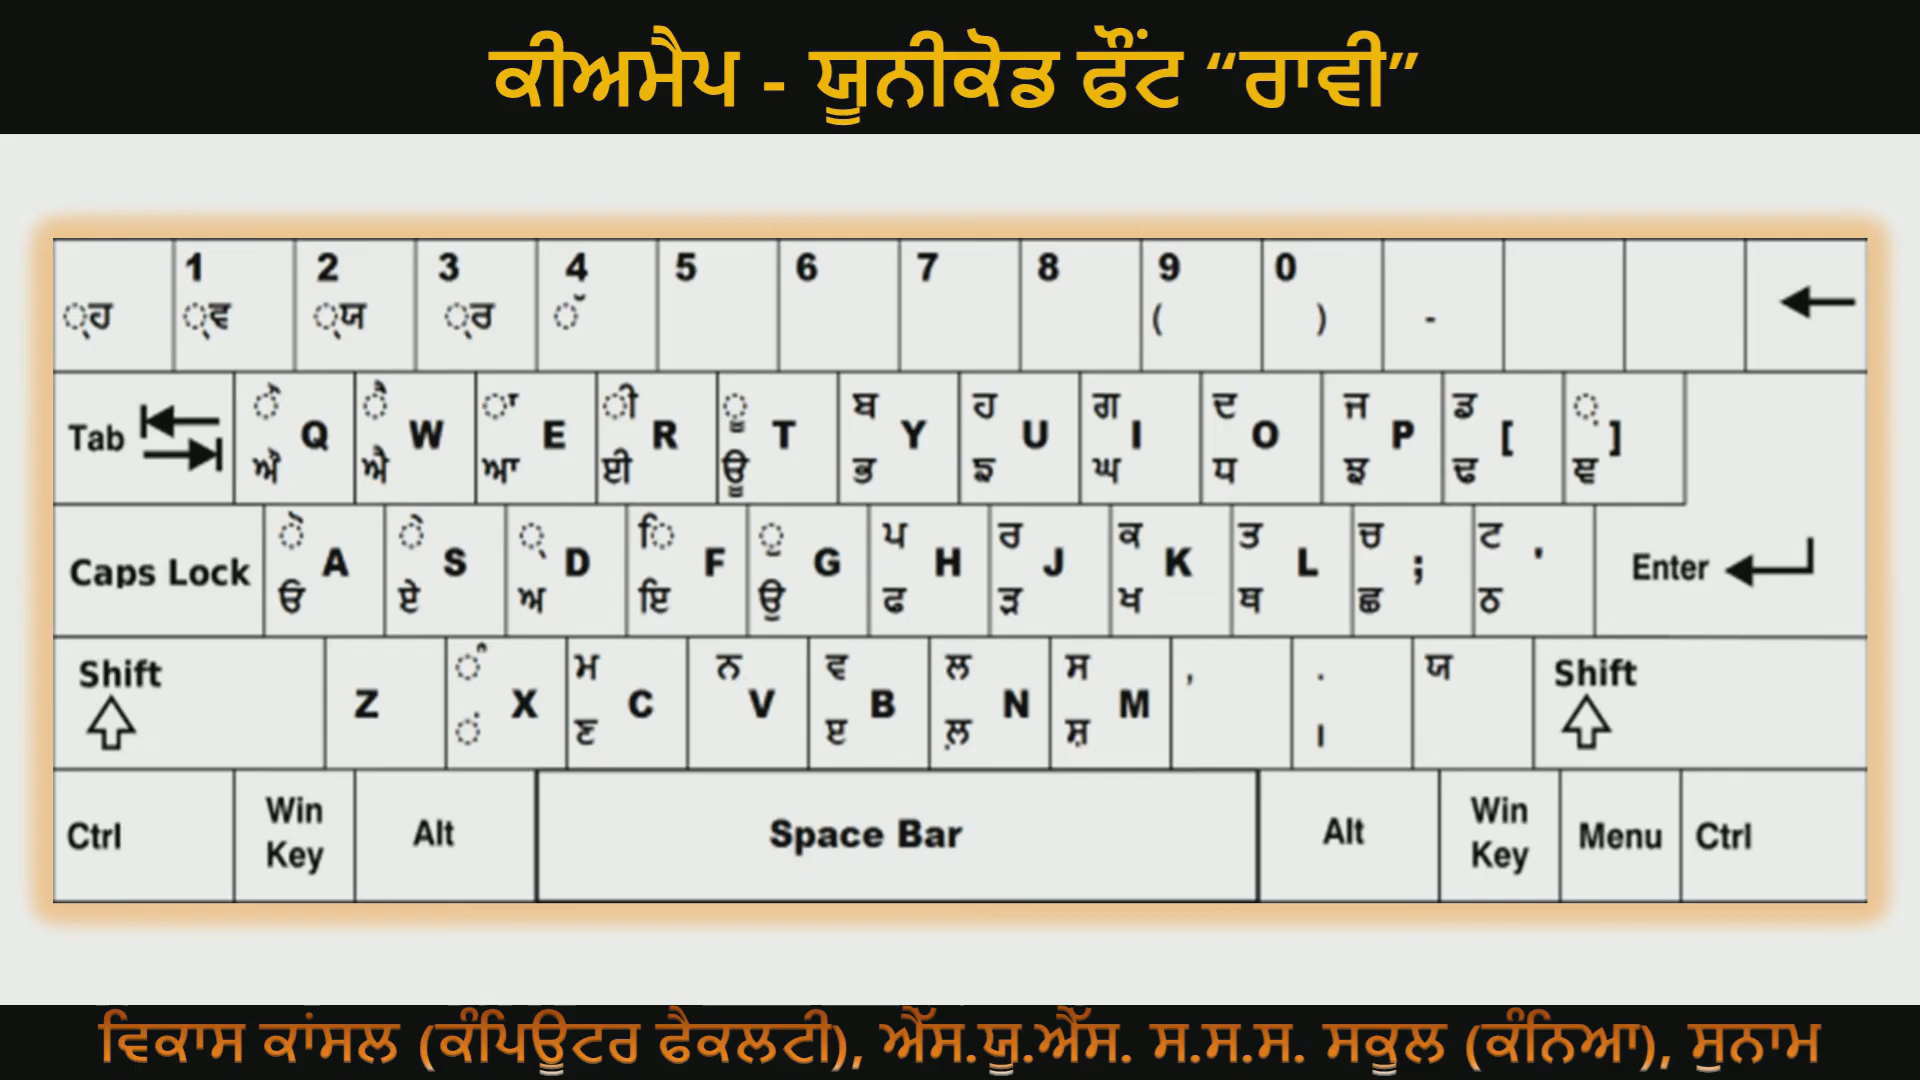 ਕੀਅਮੈਪ - ਯੂਨੀਕੋਡ ਫੌਂਟ “ਰਾਵੀ”
1 2 3 4 5 6 7 8 9 0
੍ਹ ੍ਵ ੍ਯ ੍ਰ ੱ ( ) -
ੌ ੈ ਾ ੀ ੂ ਬ ਹ ਗ ਦ ਜ ਡ ਼
Tab Q W E R T Y U I O P [ ]
ਔ ਐ ਆ ਈ ਊ ਭ ਙ ਘ ਧ ਝ ਢ ਞ
ੋ ੇ ੍ ਿ ੁ ਪ ਰ ਕ ਤ ਚ ਟ
Caps Lock A S D F G H J K L ; ' Enter
ਓ ਏ ਅ ਇ ਉ ਫ ੜ ਖ ਥ ਛ ਠ
Shift ੰ ਮ ਨ ਵ ਲ ਸ , . ਯ Shift
Z X C V B N M
ਂ ਣ ੲ ਲ਼ ਸ਼ ।
Ctrl Win Key Alt Space Bar Alt Win Key Menu Ctrl
ਵਿਕਾਸ ਕਾਂਸਲ (ਕੰਪਿਊਟਰ ਫੈਕਲਟੀ), ਐੱਸ.ਯੂ.ਐੱਸ. ਸ.ਸ.ਸ. ਸਕੂਲ (ਕੰਨਿਆ), ਸੁਨਾਮ